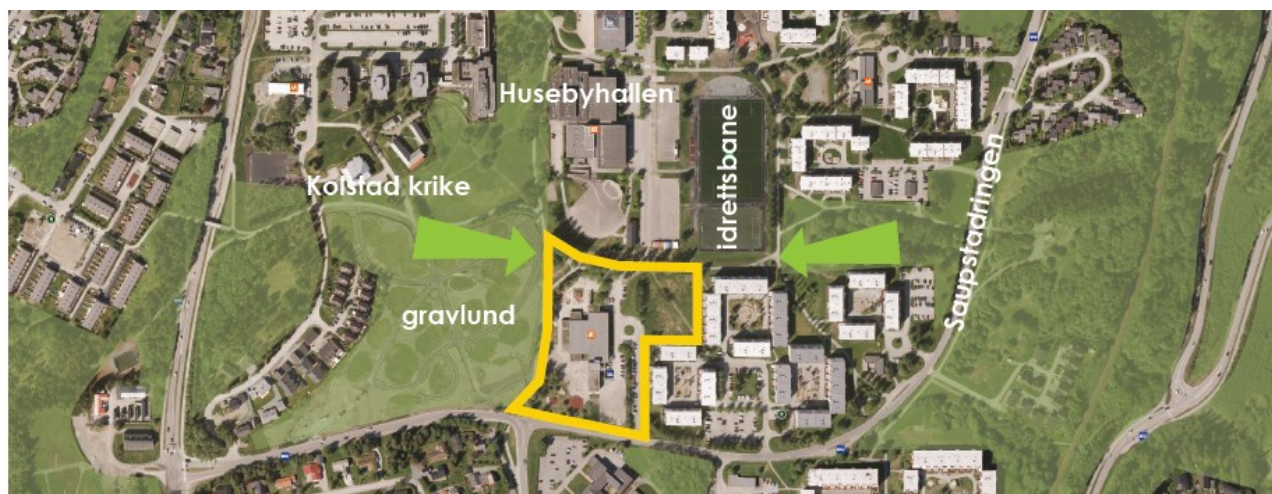 Husebyhallen
Kolstad krike
idrettsbane
Saupstadringen
gravlund